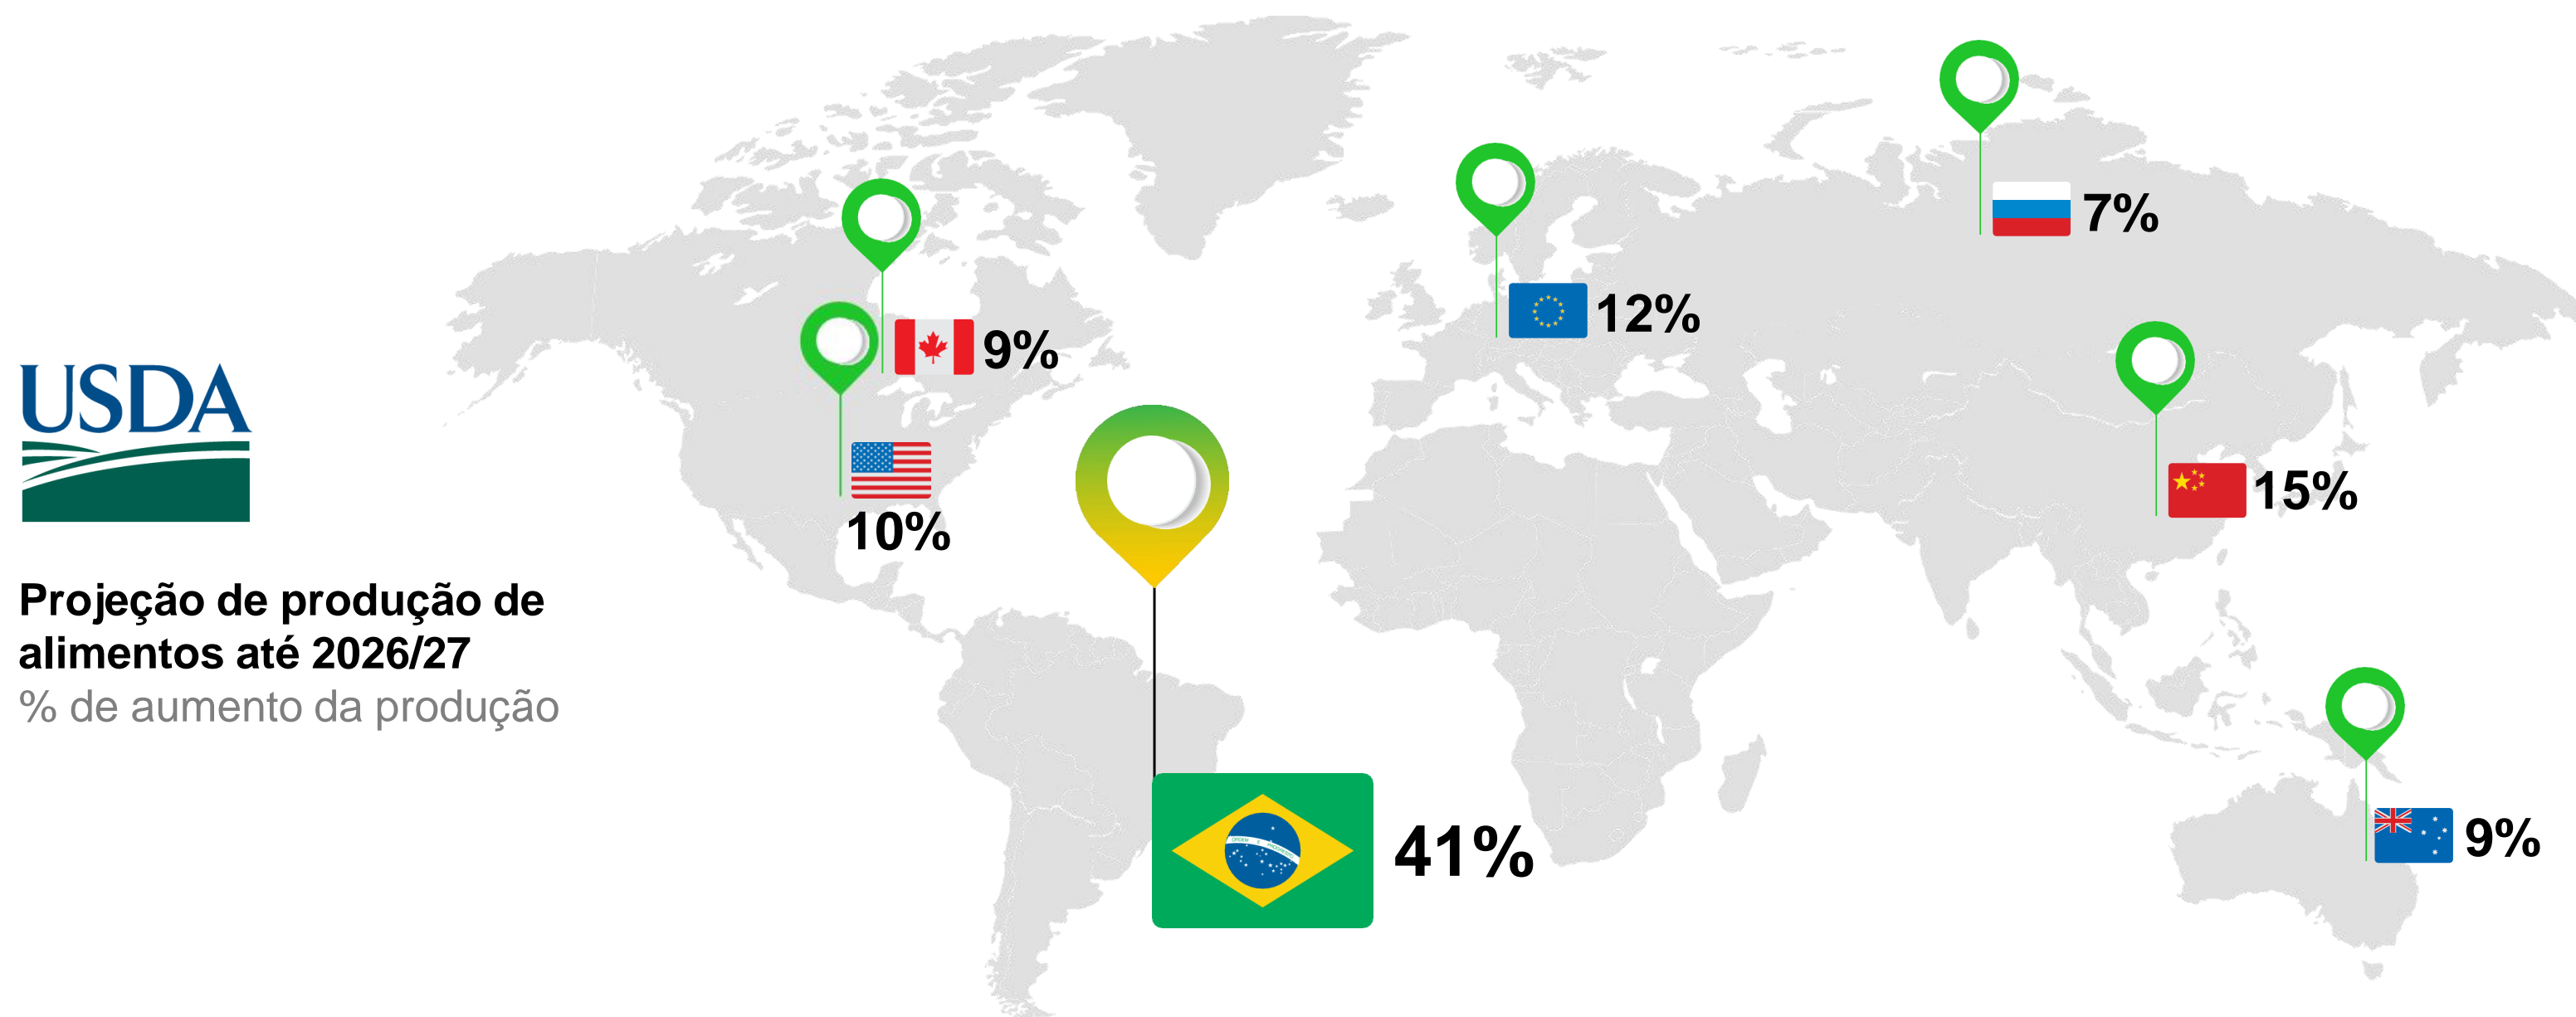 USDA
Projeção de produção de
alimentos até 2026/27
% de aumento da produção
9%
10%
12%
7%
15%
41%
9%